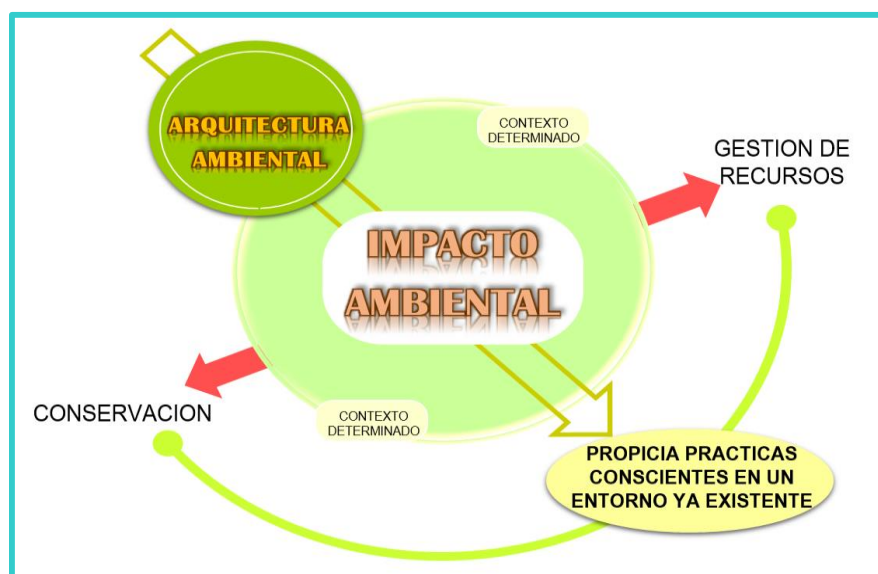 ARQUITECTURA
AMBIENTAL
CONTEXTO
DETERMINADO
GESTION DE
RECURSOS
IMPACTO
AMBIENTAL
CONSERVACION
CONTEXTO
DETERMINADO
PROPICIA PRACTICAS
CONSCIENTES EN UN
ENTORNO YA EXISTENTE